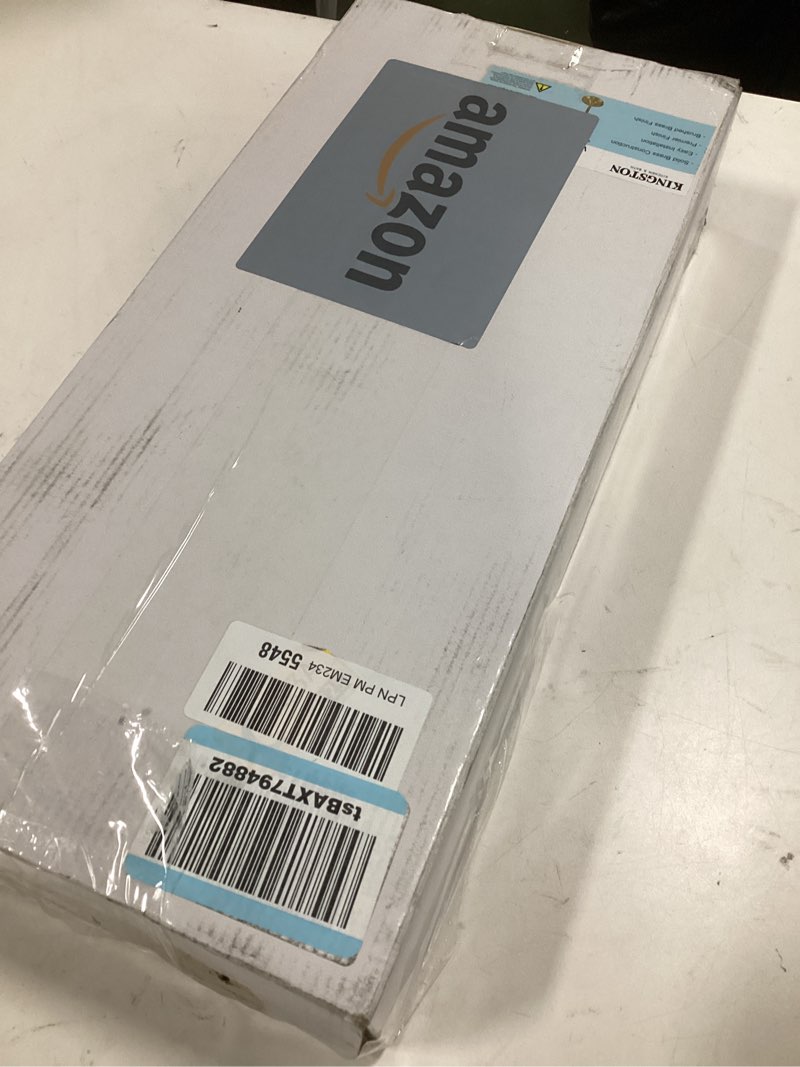 amazon
KINGSTON
· Solid Brass Construction
· Easy Installation
· Premier Finish
· Brushed Brass Finish
LPN PM EM234 5548
tsBAXT794882